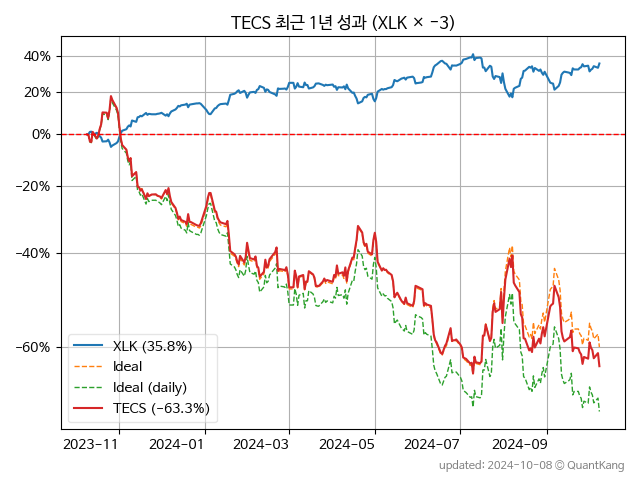 TECS 최근 1년 성과 (XLK × −3)
40%
20%
0%
−20%
−40%
−60%
XLK (35.8%)
Ideal
Ideal (daily)
TECS (−63.3%)
2023-11
2024-01
2024-03
2024-05
2024-07
2024-09
updated: 2024-10-08 © QuantKang